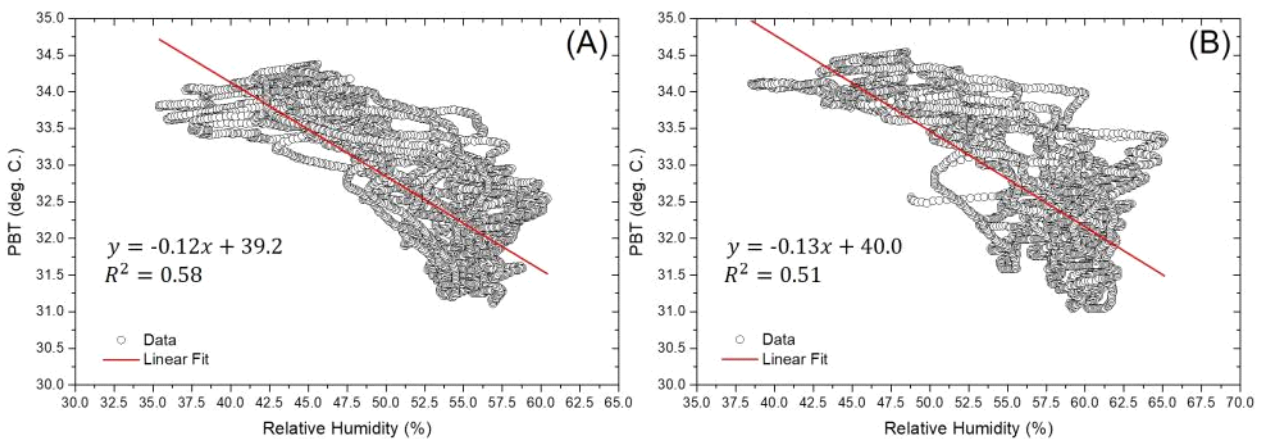 (A)
PBT (deg. C.)
35.0
34.5
34.0
33.5
33.0
32.5
32.0
31.5
31.0
30.5
30.0
y = -0.12x + 39.2
R² = 0.58
Data
Linear Fit
30.0 32.5 35.0 37.5 40.0 42.5 45.0 47.5 50.0 52.5 55.0 57.5 60.0 62.5 65.0
Relative Humidity (%)
(B)
PBT (deg. C.)
35.0
34.5
34.0
33.5
33.0
32.5
32.0
31.5
31.0
30.5
30.0
y = -0.13x + 40.0
R² = 0.51
Data
Linear Fit
35.0 37.5 40.0 42.5 45.0 47.5 50.0 52.5 55.0 57.5 60.0 62.5 65.0 67.5 70.0
Relative Humidity (%)